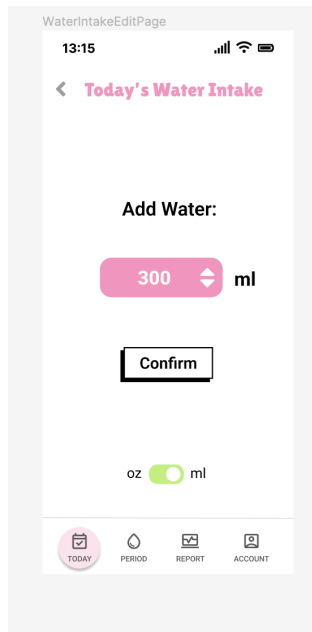 WaterIntakeEditPage
13:15
Today's Water Intake
Add Water:
300 ml
Confirm
oz ml
TODAY PERIOD REPORT ACCOUNT